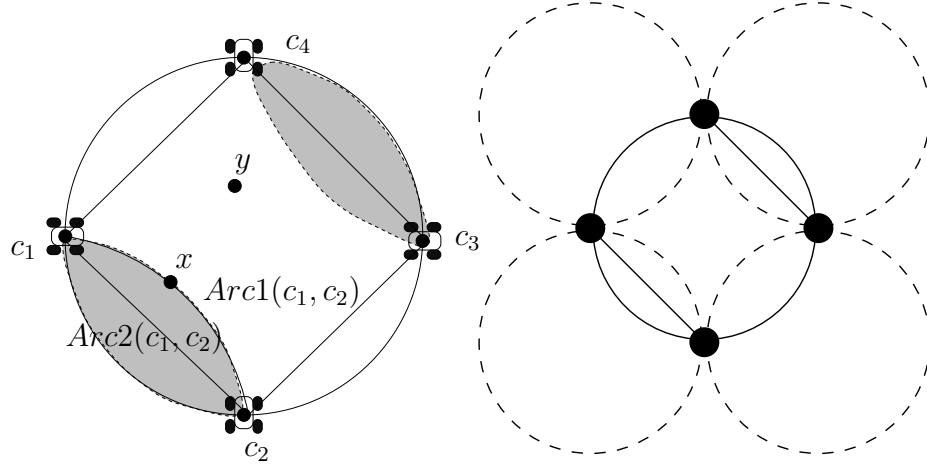 c₄
y
c₁
c₃
x
Arc1(c₁, c₂)
Arc2(c₁, c₂)
c₂